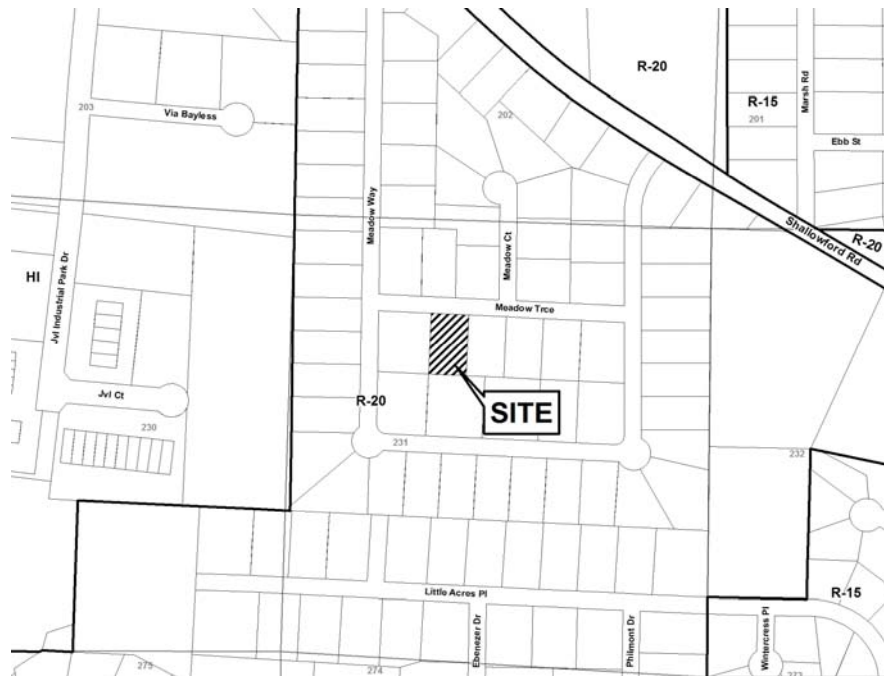 R-20
R-15
201
Marsh Rd
203
Via Bayless
202
Ebb St
Meadow Way
Shallowford Rd
R-20
Meadow Ct
HI
Jvl Industrial Park Dr
Meadow Trce
Jvl Ct
R-20
SITE
230
231
232
Little Acres Pl
R-15
Ebenezer Dr
Philmont Dr
Wintercress Pl
275
274
273